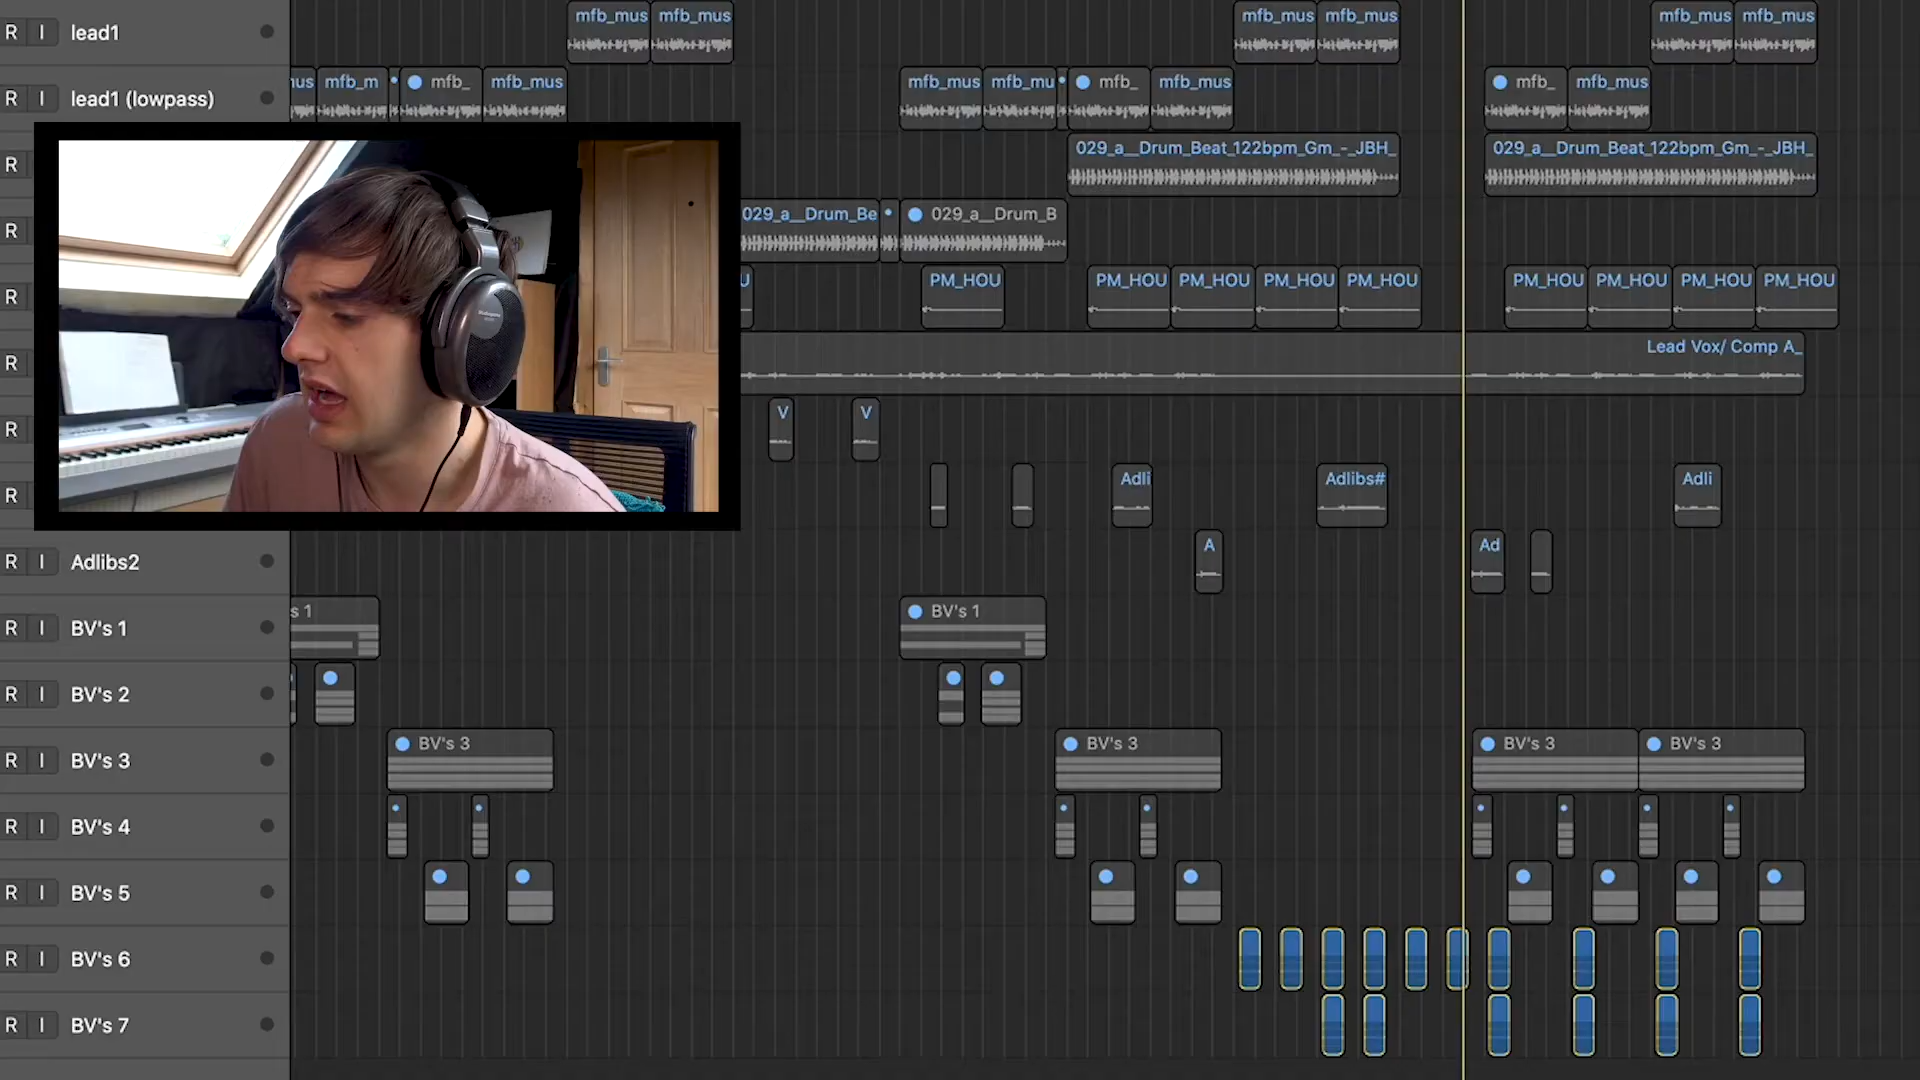 R I lead1 mfb_mus mfb_mus mfb_mus mfb_mus mfb_mus mfb_mus
R I lead1 (lowpass) mfb_m mfb_ mfb_mus mfb_mus mfb_mu mfb_ mfb_mus mfb_ mfb_mus
R 029_a__Drum_Beat_122bpm_Gm_-_JBH_ 029_a__Drum_Beat_122bpm_Gm_-_JBH_
R 029_a__Drum_Be 029_a__Drum_B
R PM_HOU PM_HOU PM_HOU PM_HOU PM_HOU PM_HOU PM_HOU PM_HOU PM_HOU
R Lead Vox/ Comp A_
R V V
R Adli Adlibs# Adli
R I Adlibs2 A Ad
R I BV's 1 s 1 BV's 1
R I BV's 2
R I BV's 3 BV's 3 BV's 3 BV's 3 BV's 3
R I BV's 4
R I BV's 5
R I BV's 6
R I BV's 7